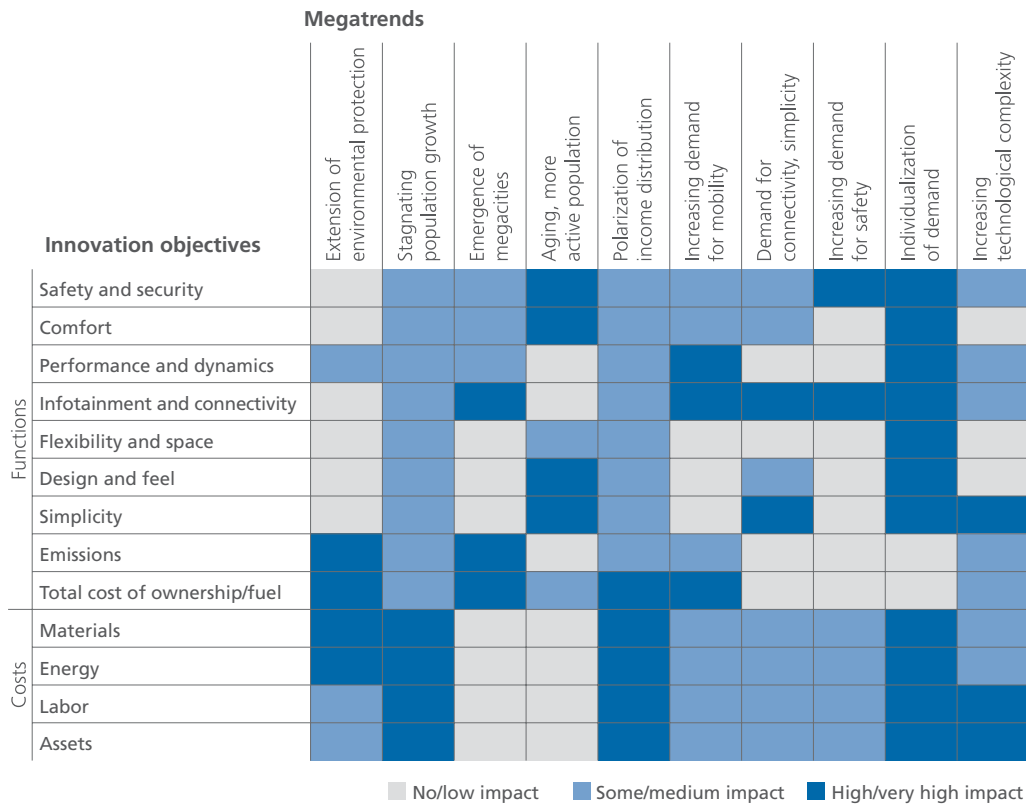 Megatrends
Innovation objectives
Extension of
environmental protection
Stagnating
population growth
Emergence of
megacities
Aging, more
active population
Polarization of
income distribution
Increasing demand
for mobility
Demand for
connectivity, simplicity
Increasing demand
for safety
Individualization
of demand
Increasing
technological complexity
Functions
Safety and security
Comfort
Performance and dynamics
Infotainment and connectivity
Flexibility and space
Design and feel
Simplicity
Emissions
Total cost of ownership/fuel
Costs
Materials
Energy
Labor
Assets
No/low impact
Some/medium impact
High/very high impact